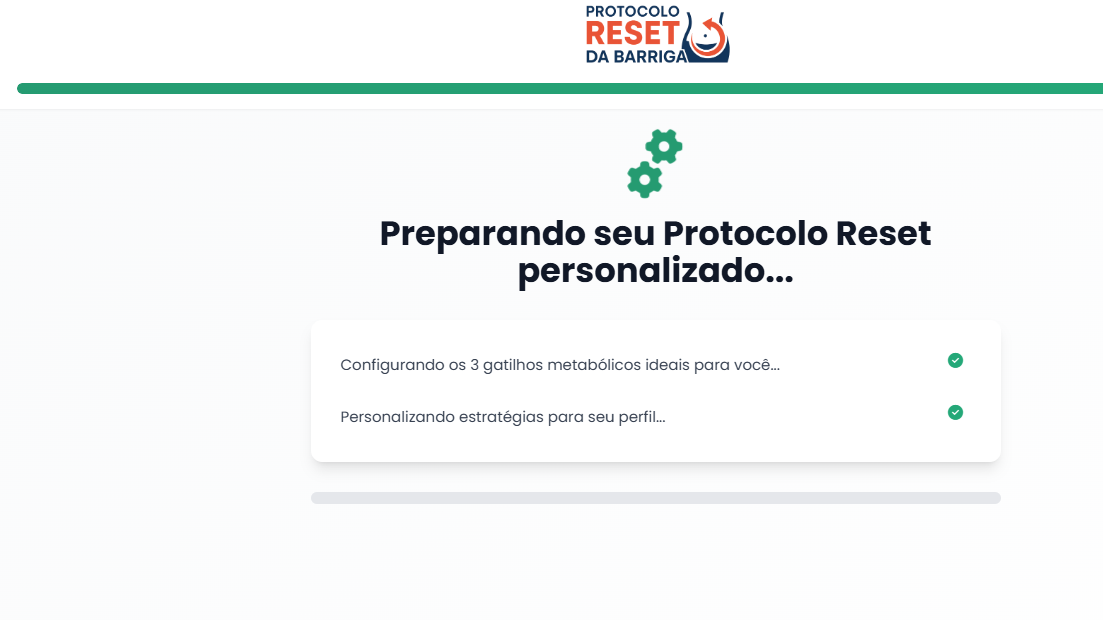 PROTOCOLO
RESET
DA BARRIGA
Preparando seu Protocolo Reset
personalizado...
Configurando os 3 gatilhos metabólicos ideais para você...
Personalizando estratégias para seu perfil...